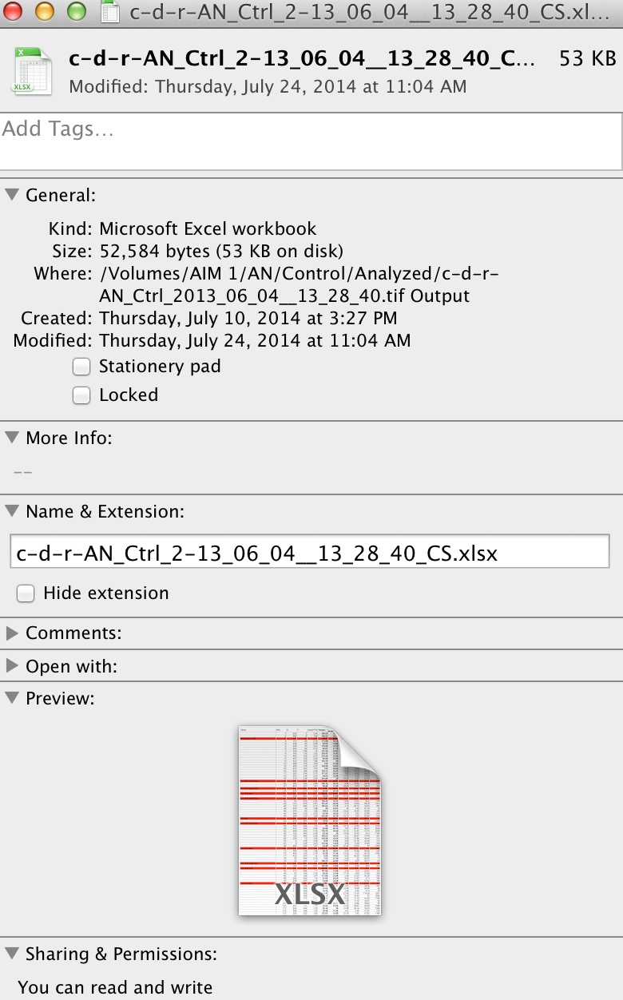 c-d-r-AN_Ctrl_2-13_06_04__13_28_40_CS.xl...
c-d-r-AN_Ctrl_2-13_06_04__13_28_40_C... 53 KB
Modified: Thursday, July 24, 2014 at 11:04 AM
XLSX
Add Tags...
General:
Kind: Microsoft Excel workbook
Size: 52,584 bytes (53 KB on disk)
Where: /Volumes/AIM 1/AN/Control/Analyzed/c-d-r-
AN_Ctrl_2013_06_04__13_28_40.tif Output
Created: Thursday, July 10, 2014 at 3:27 PM
Modified: Thursday, July 24, 2014 at 11:04 AM
Stationery pad
Locked
More Info:
--
Name & Extension:
c-d-r-AN_Ctrl_2-13_06_04__13_28_40_CS.xlsx
Hide extension
Comments:
Open with:
Preview:
XLSX
Sharing & Permissions:
You can read and write